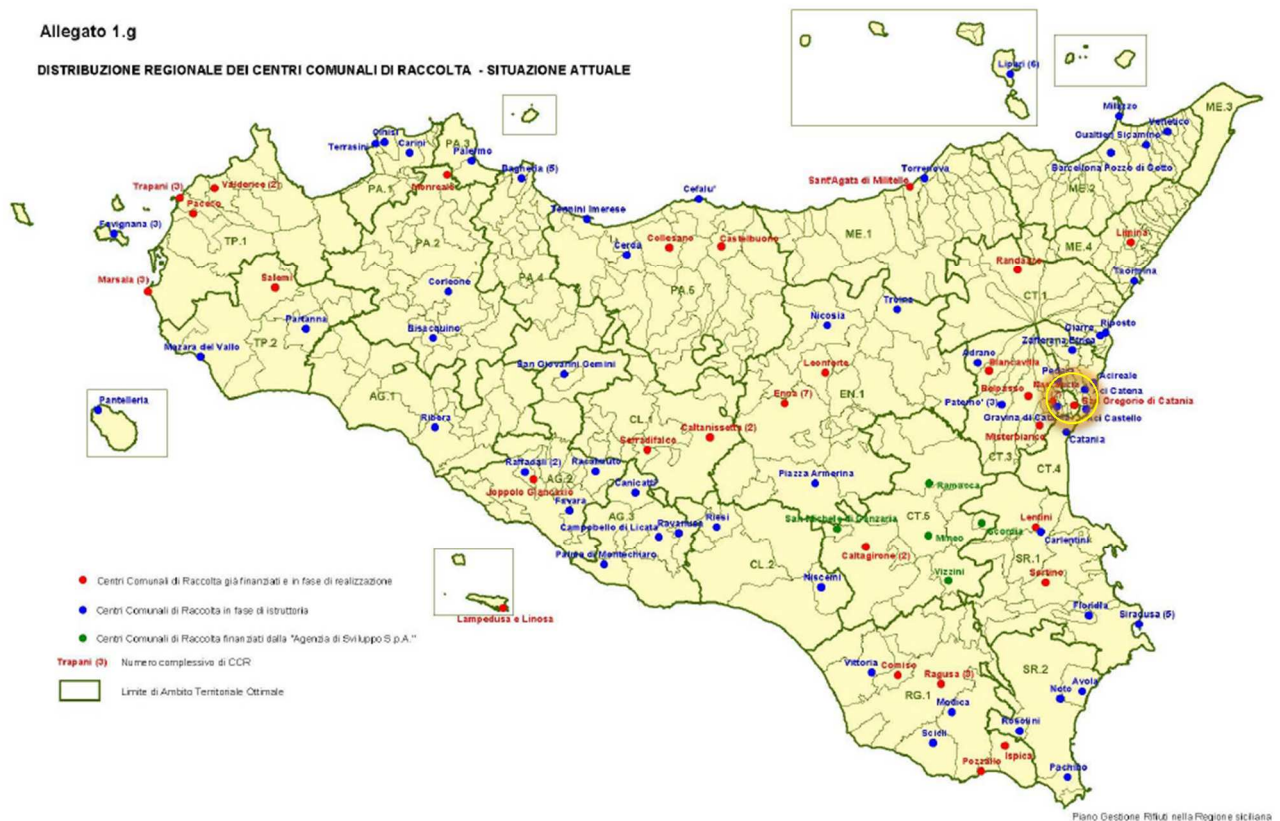 Allegato 1.g
DISTRIBUZIONE REGIONALE DEI CENTRI COMUNALI DI RACCOLTA - SITUAZIONE ATTUALE
Lipari (6)
ME.3
Milazzo
Venetico
Gualtieri Sicamino
Barcellona Pozzo di Gotto
Cinisi
Terrasini
Carini
PA.3
Palermo
Bagheria (5)
Monreale
PA.1
Trapani (3)
Valderice (2)
Paceco
Favignana (3)
TP.1
PA.2
Termini Imerese
Cefalu'
Torrenova
Sant'Agata di Militello
ME.2
ME.1
ME.4
Limina
Cerda
Collesano
Castelbuono
Randazzo
Taormina
Marsala (3)
Salemi
Corleone
PA.4
PA.5
CT.1
Troina
Partanna
Bisacquino
Nicosia
Giarre
Riposto
Zafferana Etnea
Mazara del Vallo
TP.2
San Giovanni Gemini
Leonforte
Adrano
Biancavilla
Acireale
Belpasso
Aci Catena
Pantelleria
AG.1
Enna (7)
EN.1
Paterno' (3)
San Gregorio di Catania
Ribera
Gravina di
Aci Castello
CL.
Caltanissetta (2)
Misterbianco
Catania
Serradifalco
CT.3
CT.4
Raffadali (2)
Racalmuto
AG.2
Joppolo Giancaxio
Canicatti'
Piazza Armerina
Ramacca
Favara
AG.3
Campobello di Licata
Ravanusa
Riesi
San Michele di Ganzaria
CT.5
Scordia
Lentini
Carlentini
Mineo
Palma di Montechiaro
Caltagirone (2)
SR.1
CL.2
Niscemi
Vizzini
Sortino
Floridia
Siracusa (5)
Lampedusa e Linosa
Centri Comunali di Raccolta già finanziati e in fase di realizzazione
Centri Comunali di Raccolta in fase di istruttoria
Centri Comunali di Raccolta finanziati dalla "Agenzia di Sviluppo S.p.A."
Trapani (3) Numero complessivo di CCR
Limite di Ambito Territoriale Ottimale
Vittoria
Comiso
Ragusa (3)
SR.2
RG.1
Modica
Noto
Avola
Scicli
Rosolini
Ispica
Pozzallo
Pachino
Piano Gestione Rifiuti nella Regione siciliana